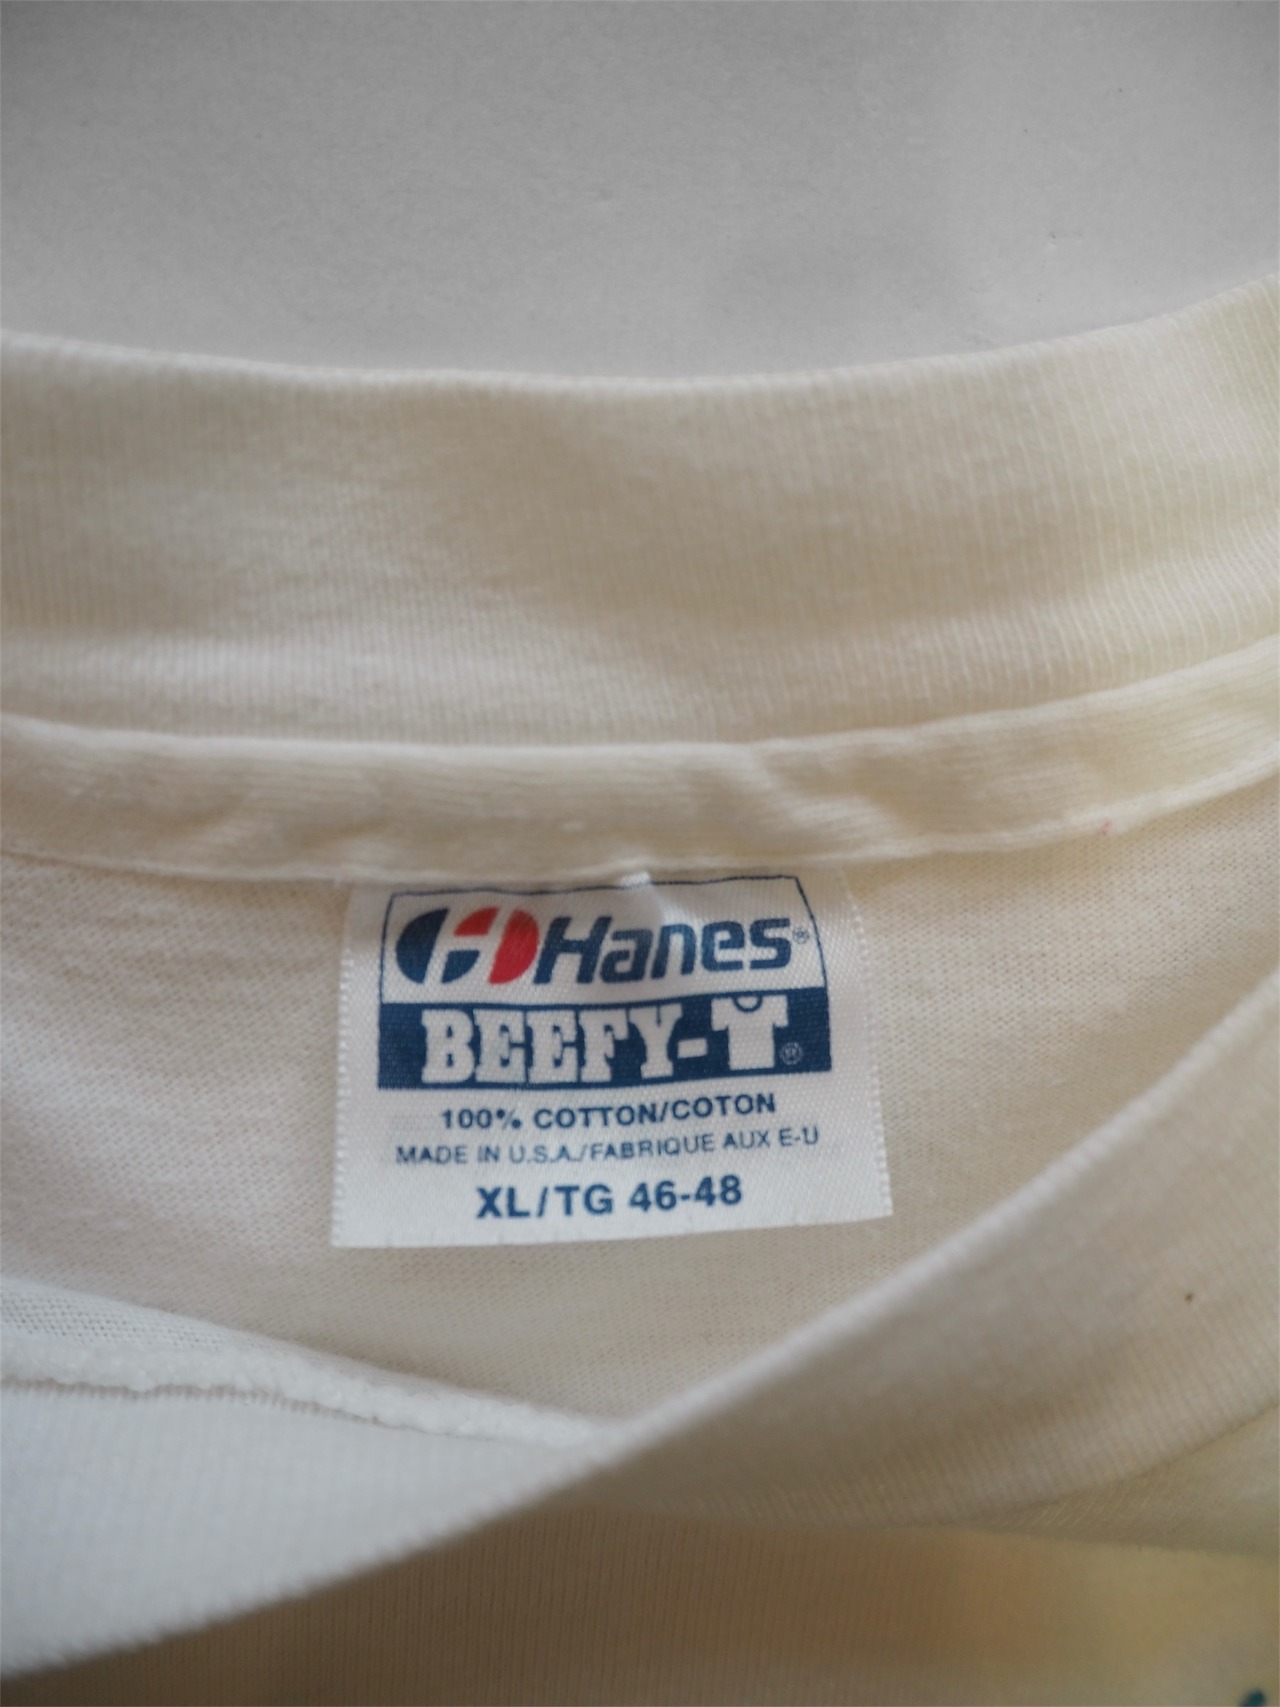 Hanes®
BEEFY-T®
100% COTTON/COTON
MADE IN U.S.A./FABRIQUE AUX E-U
XL/TG 46-48